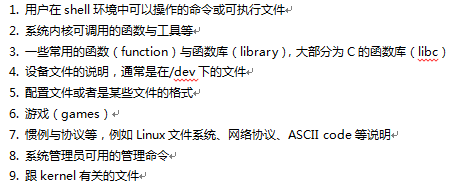 1. 用户在 shell 环境中可以操作的命令或可执行文件
2. 系统内核可调用的函数与工具等
3. 一些常用的函数（function）与函数库（library），大部分为 C 的函数库（libc）
4. 设备文件的说明，通常是在/dev 下的文件
5. 配置文件或者是某些文件的格式
6. 游戏（games）
7. 惯例与协议等，例如 Linux 文件系统、网络协议、ASCII code 等说明
8. 系统管理员可用的管理命令
9. 跟 kernel 有关的文件